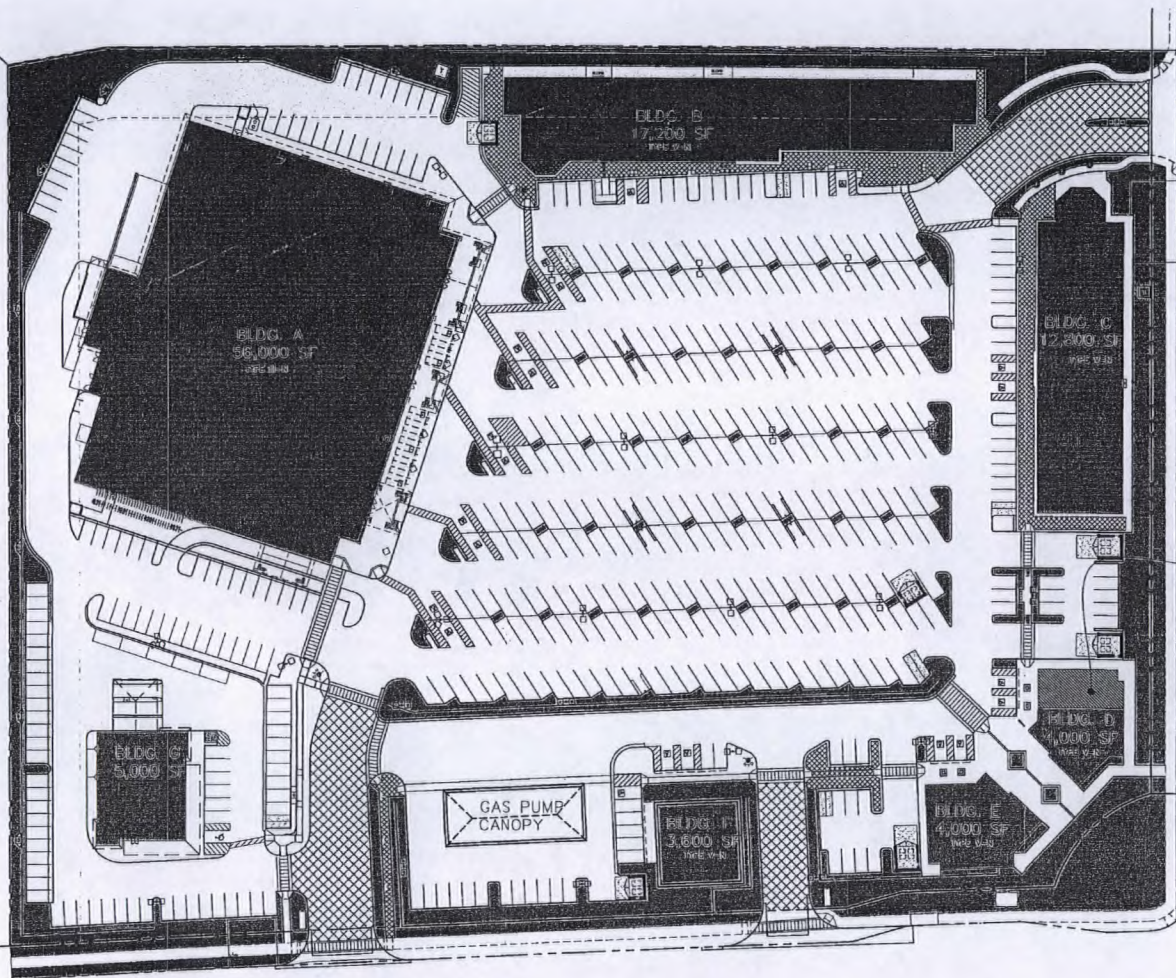 BLDG. B
17,200 SF
BLDG. A
56,000 SF
BLDG. C
12,800 SF
BLDG. D
4,000 SF
BLDG. G
5,000 SF
GAS PUMP
CANOPY
BLDG. F
3,600 SF
BLDG. E
4,000 SF